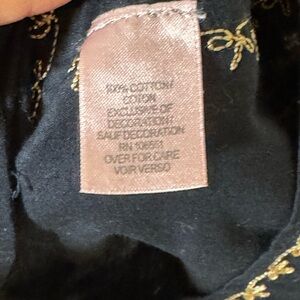 100% COTTON /
COTON
EXCLUSIVE OF
DECORATION /
SAUF DECORATION
RN 106551
OVER FOR CARE
VOIR VERSO